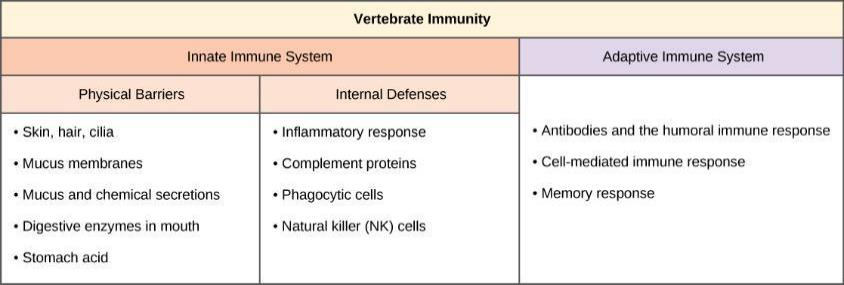 Vertebrate Immunity
Innate Immune System
Adaptive Immune System
Physical Barriers
Internal Defenses
• Skin, hair, cilia
• Mucus membranes
• Mucus and chemical secretions
• Digestive enzymes in mouth
• Stomach acid
• Inflammatory response
• Complement proteins
• Phagocytic cells
• Natural killer (NK) cells
• Antibodies and the humoral immune response
• Cell-mediated immune response
• Memory response